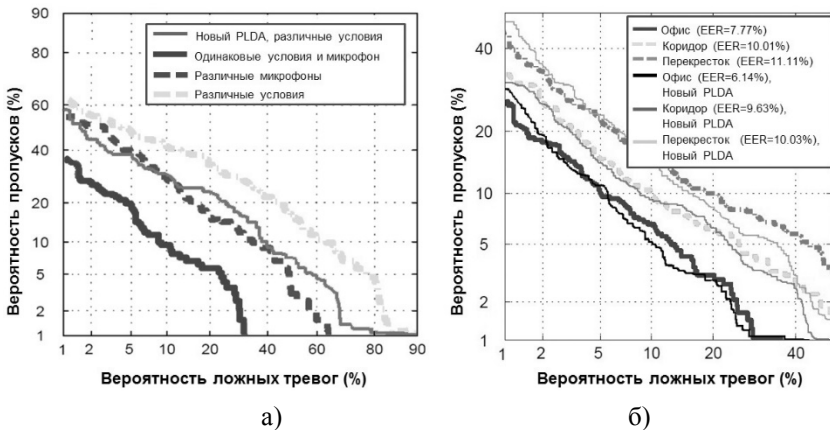 Вероятность пропусков (%)
90
80
60
40
20
10
5
2
1
Новый PLDA, различные условия
Одинаковые условия и микрофон
Различные микрофоны
Различные условия
1 2 5 10 20 40 60 80 90
Вероятность ложных тревог (%)
а)
Вероятность пропусков (%)
40
20
10
5
2
1
Офис (EER=7.77%)
Коридор (EER=10.01%)
Перекресток (EER=11.11%)
Офис (EER=6.14%),
Новый PLDA
Коридор (EER=9.63%),
Новый PLDA
Перекресток (EER=10.03%),
Новый PLDA
1 2 5 10 20 40
Вероятность ложных тревог (%)
б)